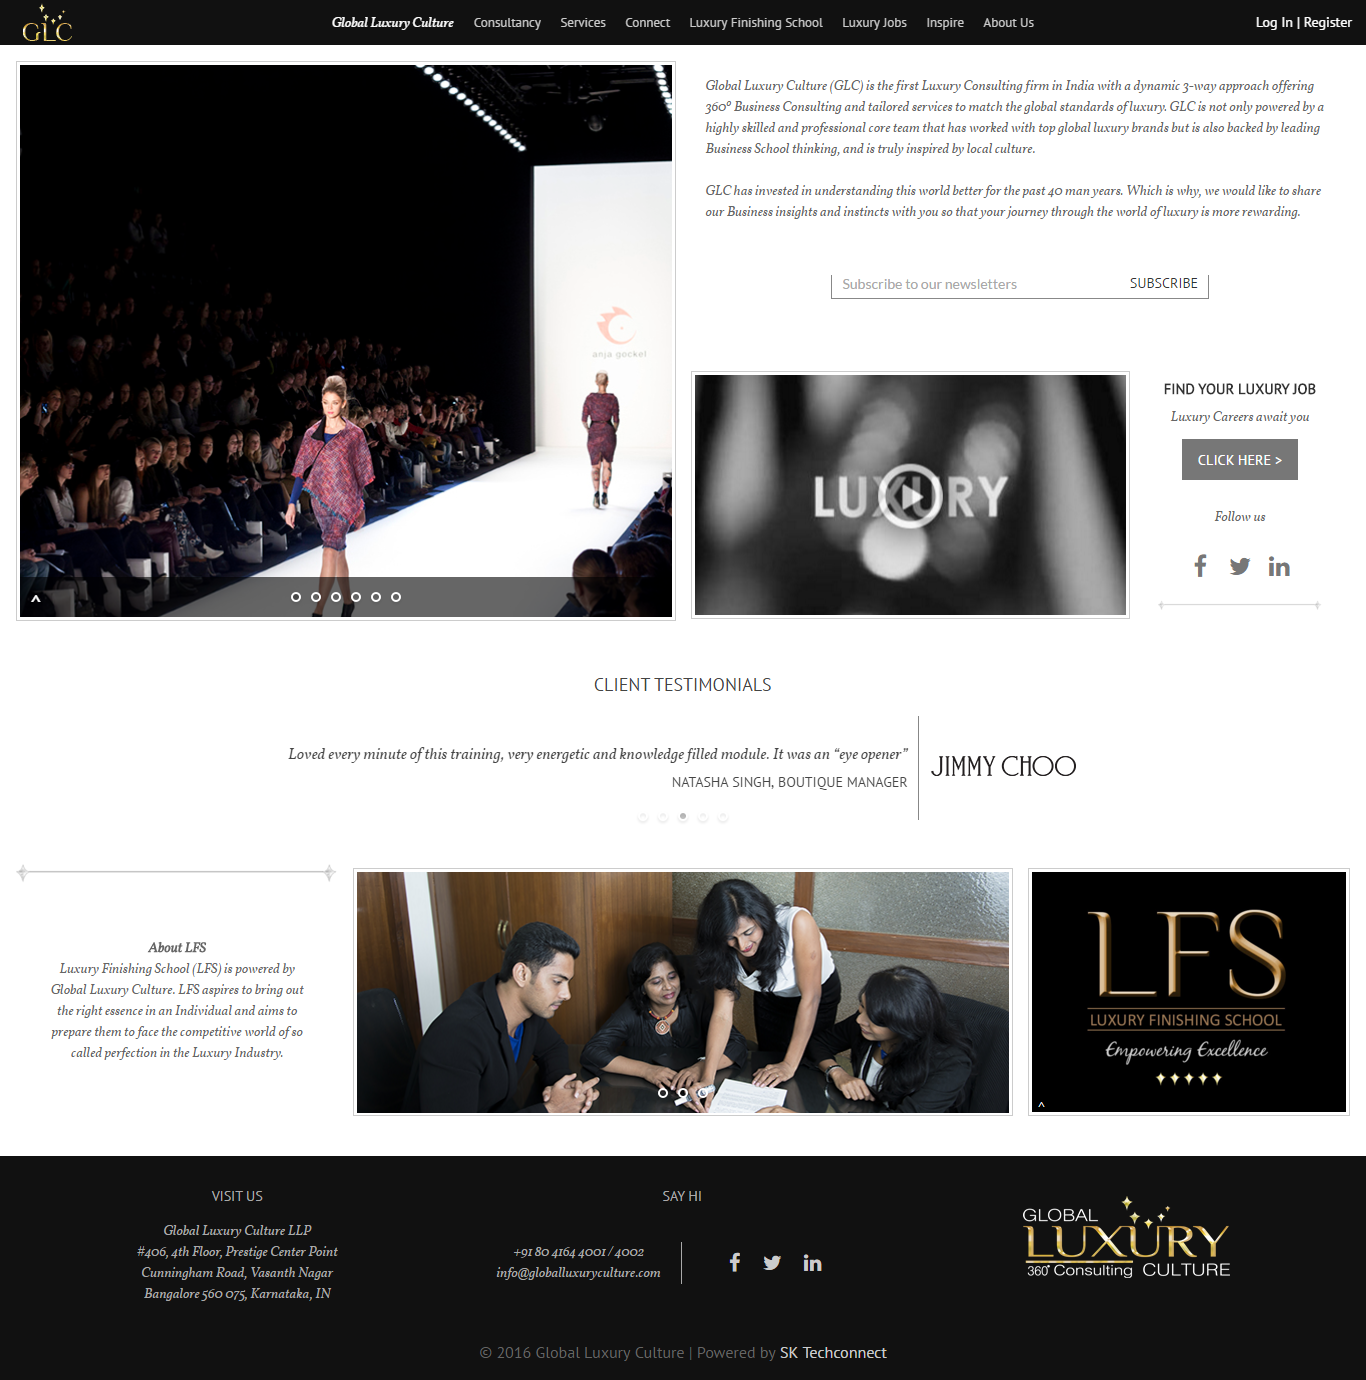 GLC
Global Luxury Culture Consultancy Services Connect Luxury Finishing School Luxury Jobs Inspire About Us Log In | Register
Global Luxury Culture (GLC) is the first Luxury Consulting firm in India with a dynamic 3-way approach offering
360° Business Consulting and tailored services to match the global standards of luxury. GLC is not only powered by a
highly skilled and professional core team that has worked with top global luxury brands but is also backed by leading
Business School thinking, and is truly inspired by local culture.
GLC has invested in understanding this world better for the past 40 man years. Which is why, we would like to share
our Business insights and instincts with you so that your journey through the world of luxury is more rewarding.
Subscribe to our newsletters SUBSCRIBE
anja gockel
LUXURY
FIND YOUR LUXURY JOB
Luxury Careers await you
CLICK HERE >
Follow us
CLIENT TESTIMONIALS
Loved every minute of this training, very energetic and knowledge filled module. It was an “eye opener”
NATASHA SINGH, BOUTIQUE MANAGER
JIMMY CHOO
About LFS
Luxury Finishing School (LFS) is powered by
Global Luxury Culture. LFS aspires to bring out
the right essence in an Individual and aims to
prepare them to face the competitive world of so
called perfection in the Luxury Industry.
LFS
LUXURY FINISHING SCHOOL
Empowering Excellence
VISIT US
Global Luxury Culture LLP
#406, 4th Floor, Prestige Center Point
Cunningham Road, Vasanth Nagar
Bangalore 560 075, Karnataka, IN
SAY HI
+91 80 4164 4001 / 4002
info@globalluxuryculture.com
GLOBAL
LUXURY
360° Consulting CULTURE
© 2016 Global Luxury Culture | Powered by SK Techconnect